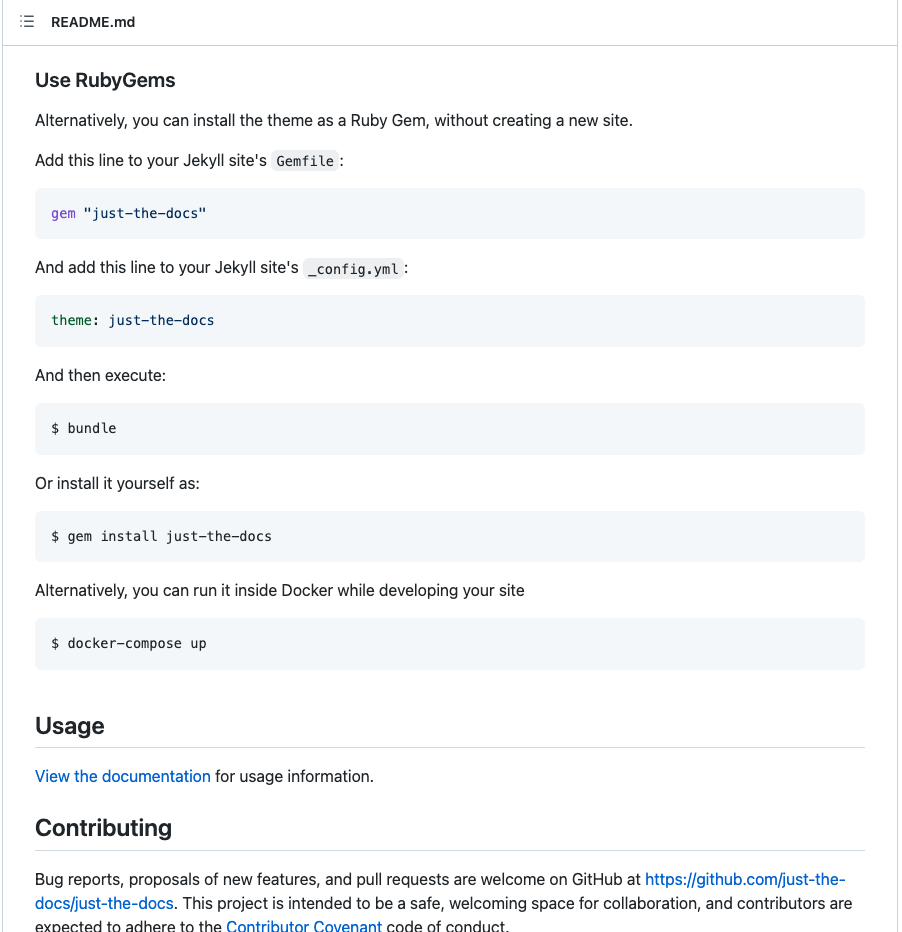 README.md
Use RubyGems
Alternatively, you can install the theme as a Ruby Gem, without creating a new site.
Add this line to your Jekyll site's Gemfile:
gem "just-the-docs"
And add this line to your Jekyll site's _config.yml:
theme: just-the-docs
And then execute:
$ bundle
Or install it yourself as:
$ gem install just-the-docs
Alternatively, you can run it inside Docker while developing your site
$ docker-compose up
Usage
View the documentation for usage information.
Contributing
Bug reports, proposals of new features, and pull requests are welcome on GitHub at https://github.com/just-the-
docs/just-the-docs. This project is intended to be a safe, welcoming space for collaboration, and contributors are
expected to adhere to the Contributor Covenant code of conduct.